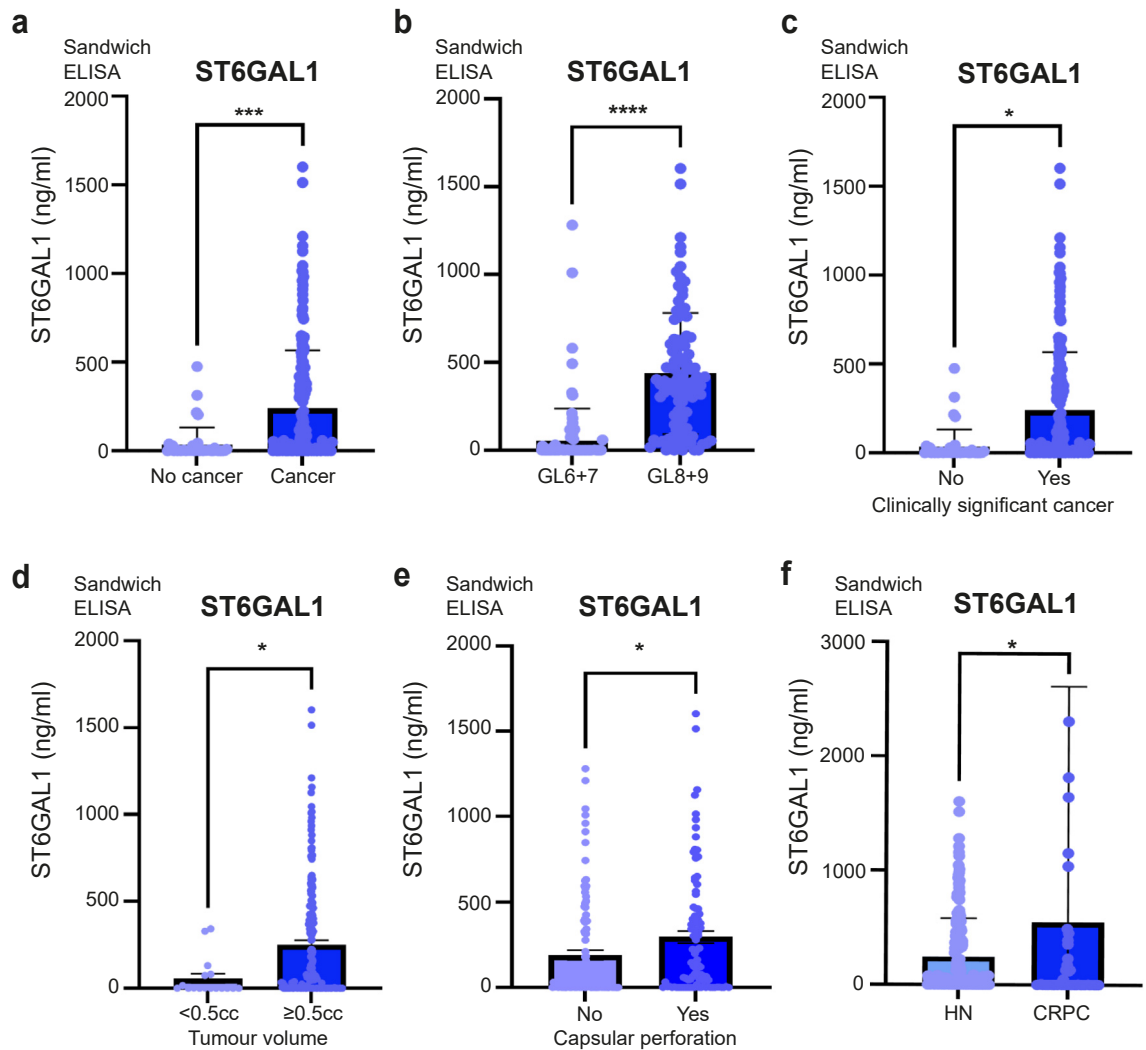 a
Sandwich
ELISA
ST6GAL1
***
2000
1500
1000
500
0
ST6GAL1 (ng/ml)
No cancer
Cancer
b
Sandwich
ELISA
ST6GAL1
****
2000
1500
1000
500
0
ST6GAL1 (ng/ml)
GL6+7
GL8+9
c
Sandwich
ELISA
ST6GAL1
*
2000
1500
1000
500
0
ST6GAL1 (ng/ml)
No
Yes
Clinically significant cancer
d
Sandwich
ELISA
ST6GAL1
*
2000
1500
1000
500
0
ST6GAL1 (ng/ml)
<0.5cc
≥0.5cc
Tumour volume
e
Sandwich
ELISA
ST6GAL1
*
2000
1500
1000
500
0
ST6GAL1 (ng/ml)
No
Yes
Capsular perforation
f
Sandwich
ELISA
ST6GAL1
*
3000
2000
1000
0
ST6GAL1 (ng/ml)
HN
CRPC